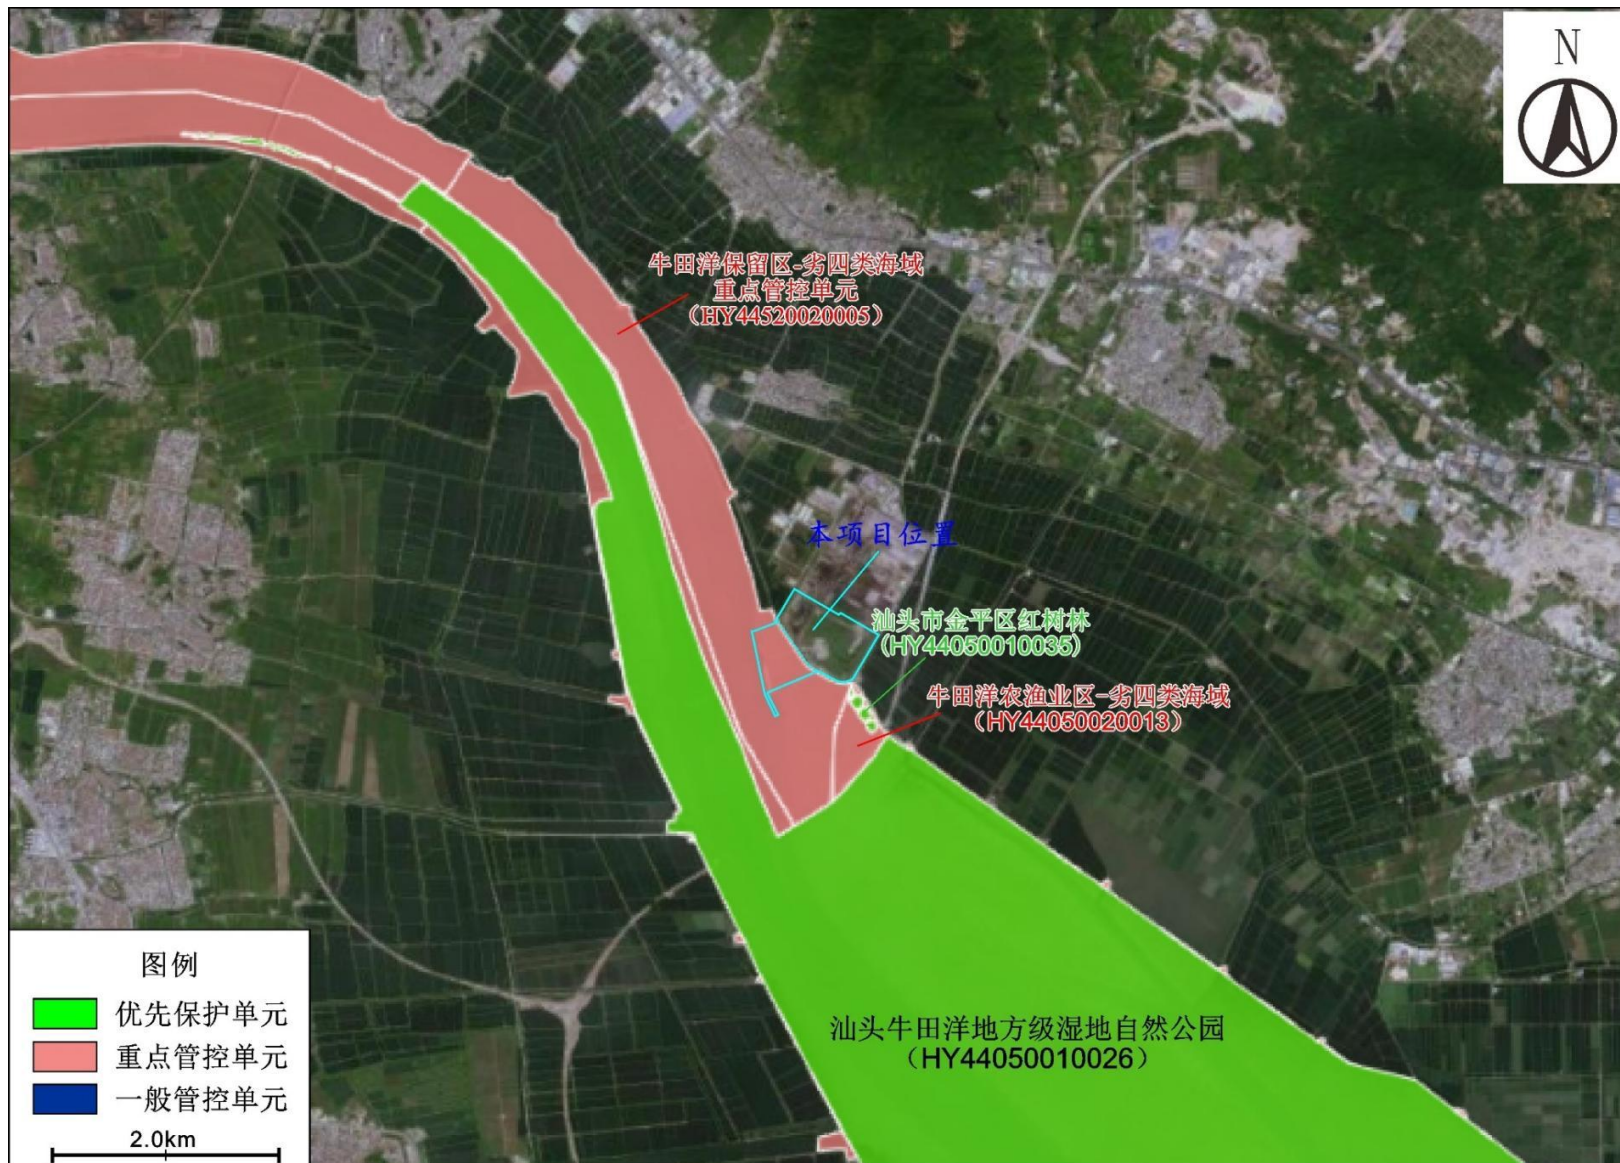 N
牛田洋保留区-劣四类海域
重点管控单元
（HY44520020005）
本项目位置
汕头市金平区红树林
（HY44050010035）
牛田洋农渔业区-劣四类海域
（HY44050020013）
汕头牛田洋地方级湿地自然公园
（HY44050010026）
图例
优先保护单元
重点管控单元
一般管控单元
2.0km